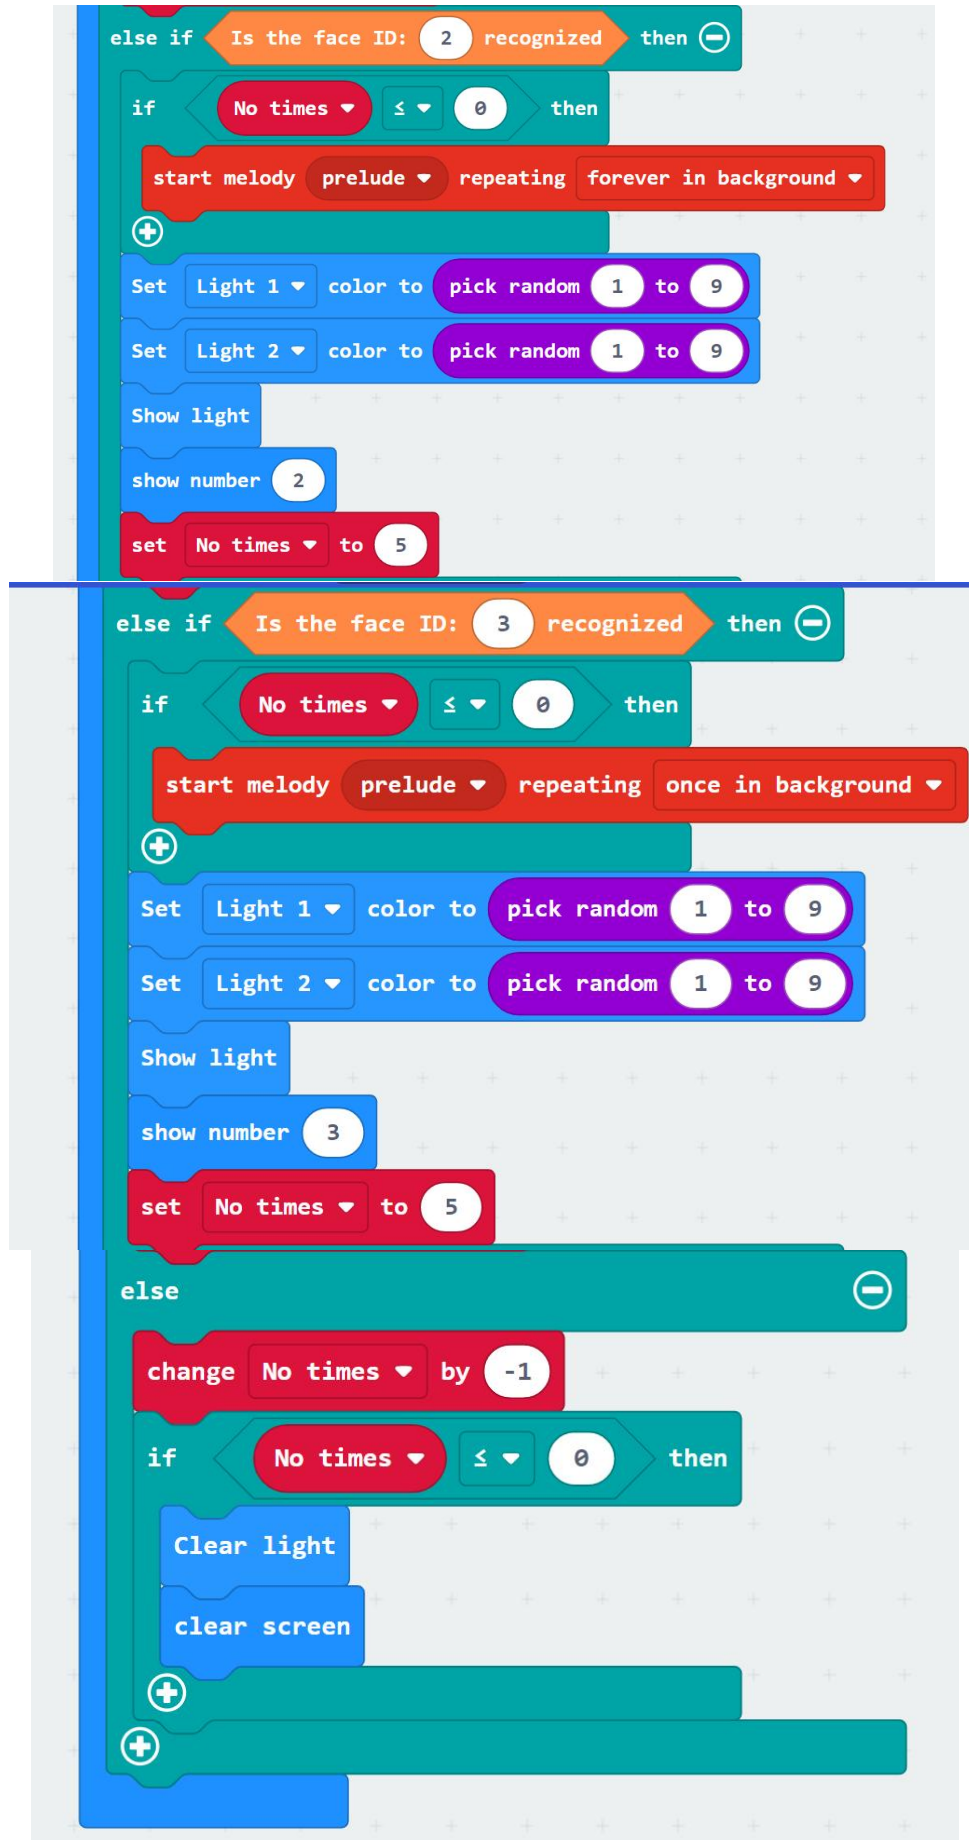 else if Is the face ID: 2 recognized then
if No times ≤ 0 then
start melody prelude repeating forever in background
Set Light 1 color to pick random 1 to 9
Set Light 2 color to pick random 1 to 9
Show light
show number 2
set No times to 5
else if Is the face ID: 3 recognized then
if No times ≤ 0 then
start melody prelude repeating once in background
Set Light 1 color to pick random 1 to 9
Set Light 2 color to pick random 1 to 9
Show light
show number 3
set No times to 5
else
change No times by -1
if No times ≤ 0 then
Clear light
clear screen